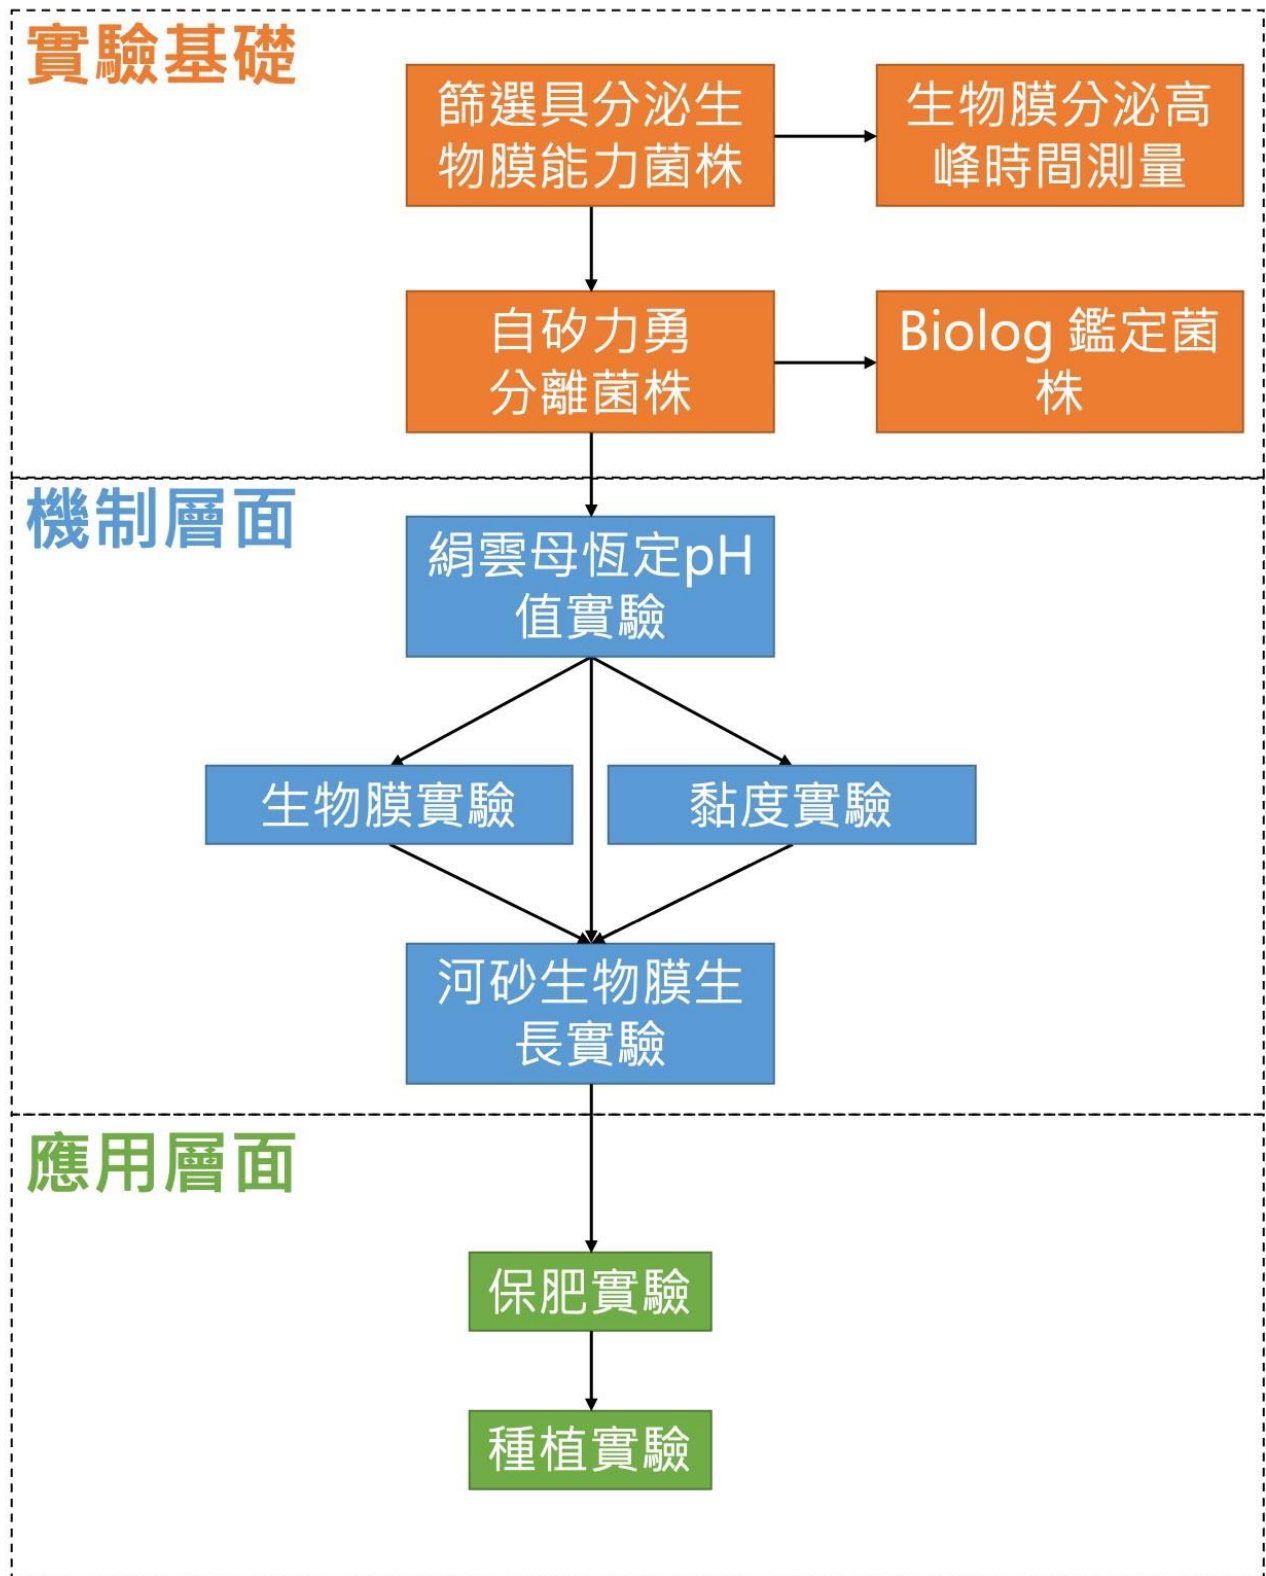 實驗基礎
篩選具分泌生
物膜能力菌株
生物膜分泌高
峰時間測量
自矽力勇
分離菌株
Biolog 鑑定菌
株
機制層面
絹雲母恆定pH
值實驗
生物膜實驗
黏度實驗
河砂生物膜生
長實驗
應用層面
保肥實驗
種植實驗